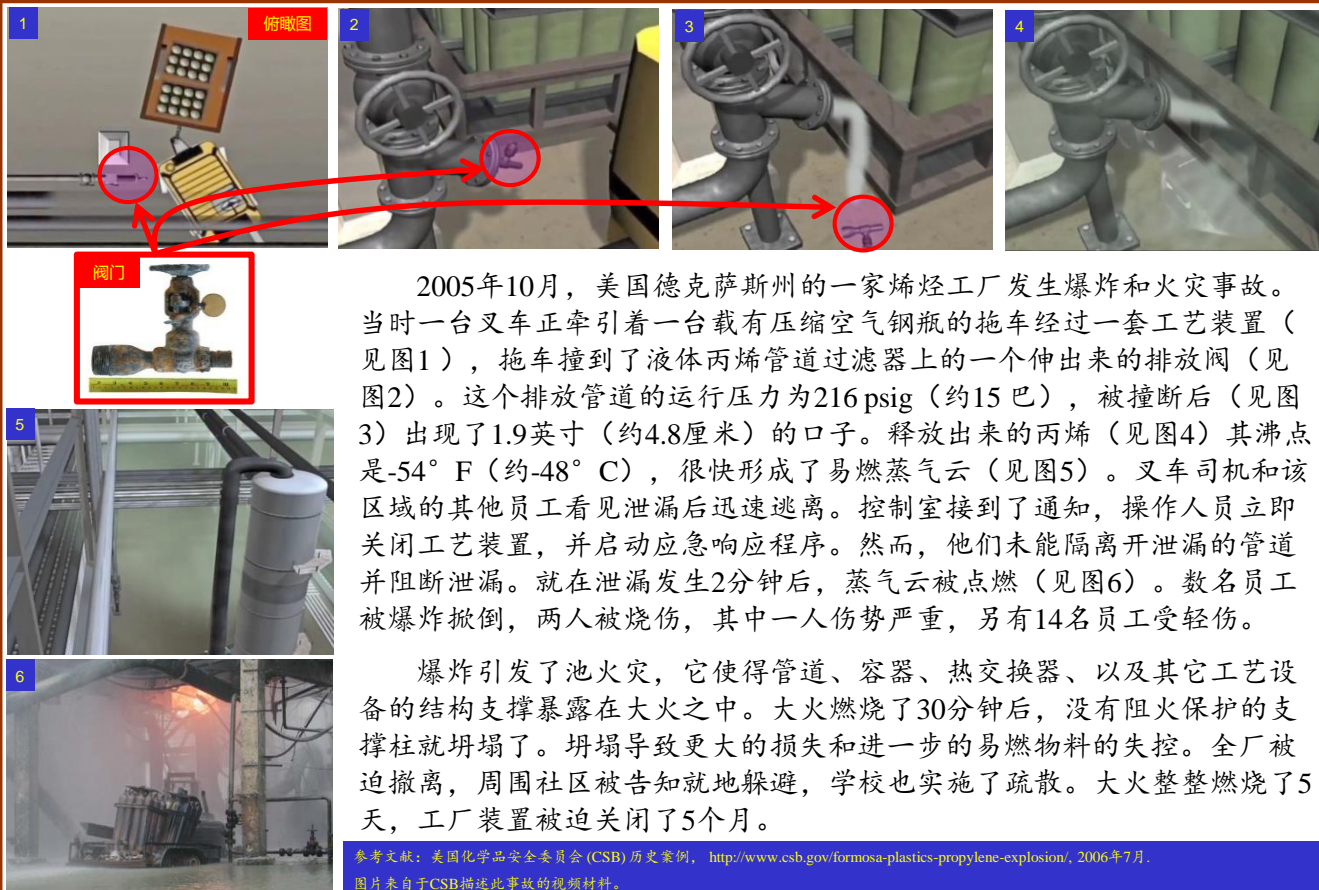 1
俯瞰图
2
3
4
阀门
5
6
2005年10月，美国德克萨斯州的一家烯烃工厂发生爆炸和火灾事故。
当时一台叉车正牵引着一台载有压缩空气钢瓶的拖车经过一套工艺装置（
见图1 ），拖车撞到了液体丙烯管道过滤器上的一个伸出来的排放阀（见
图2）。这个排放管道的运行压力为216 psig（约15 巴），被撞断后（见图
3）出现了1.9英寸（约4.8厘米）的口子。释放出来的丙烯（见图4）其沸点
是-54° F（约-48° C），很快形成了易燃蒸气云（见图5）。叉车司机和该
区域的其他员工看见泄漏后迅速逃离。控制室接到了通知，操作人员立即
关闭工艺装置，并启动应急响应程序。然而，他们未能隔离开泄漏的管道
并阻断泄漏。就在泄漏发生2分钟后，蒸气云被点燃（见图6）。数名员工
被爆炸掀倒，两人被烧伤，其中一人伤势严重，另有14名员工受轻伤。
爆炸引发了池火灾，它使得管道、容器、热交换器、以及其它工艺设
备的结构支撑暴露在大火之中。大火燃烧了30分钟后，没有阻火保护的支
撑柱就坍塌了。坍塌导致更大的损失和进一步的易燃物料的失控。全厂被
迫撤离，周围社区被告知就地躲避，学校也实施了疏散。大火整整燃烧了5
天，工厂装置被迫关闭了5个月。
参考文献：美国化学品安全委员会 (CSB) 历史案例， http://www.csb.gov/formosa-plastics-propylene-explosion/, 2006年7月.
图片来自于CSB描述此事故的视频材料。